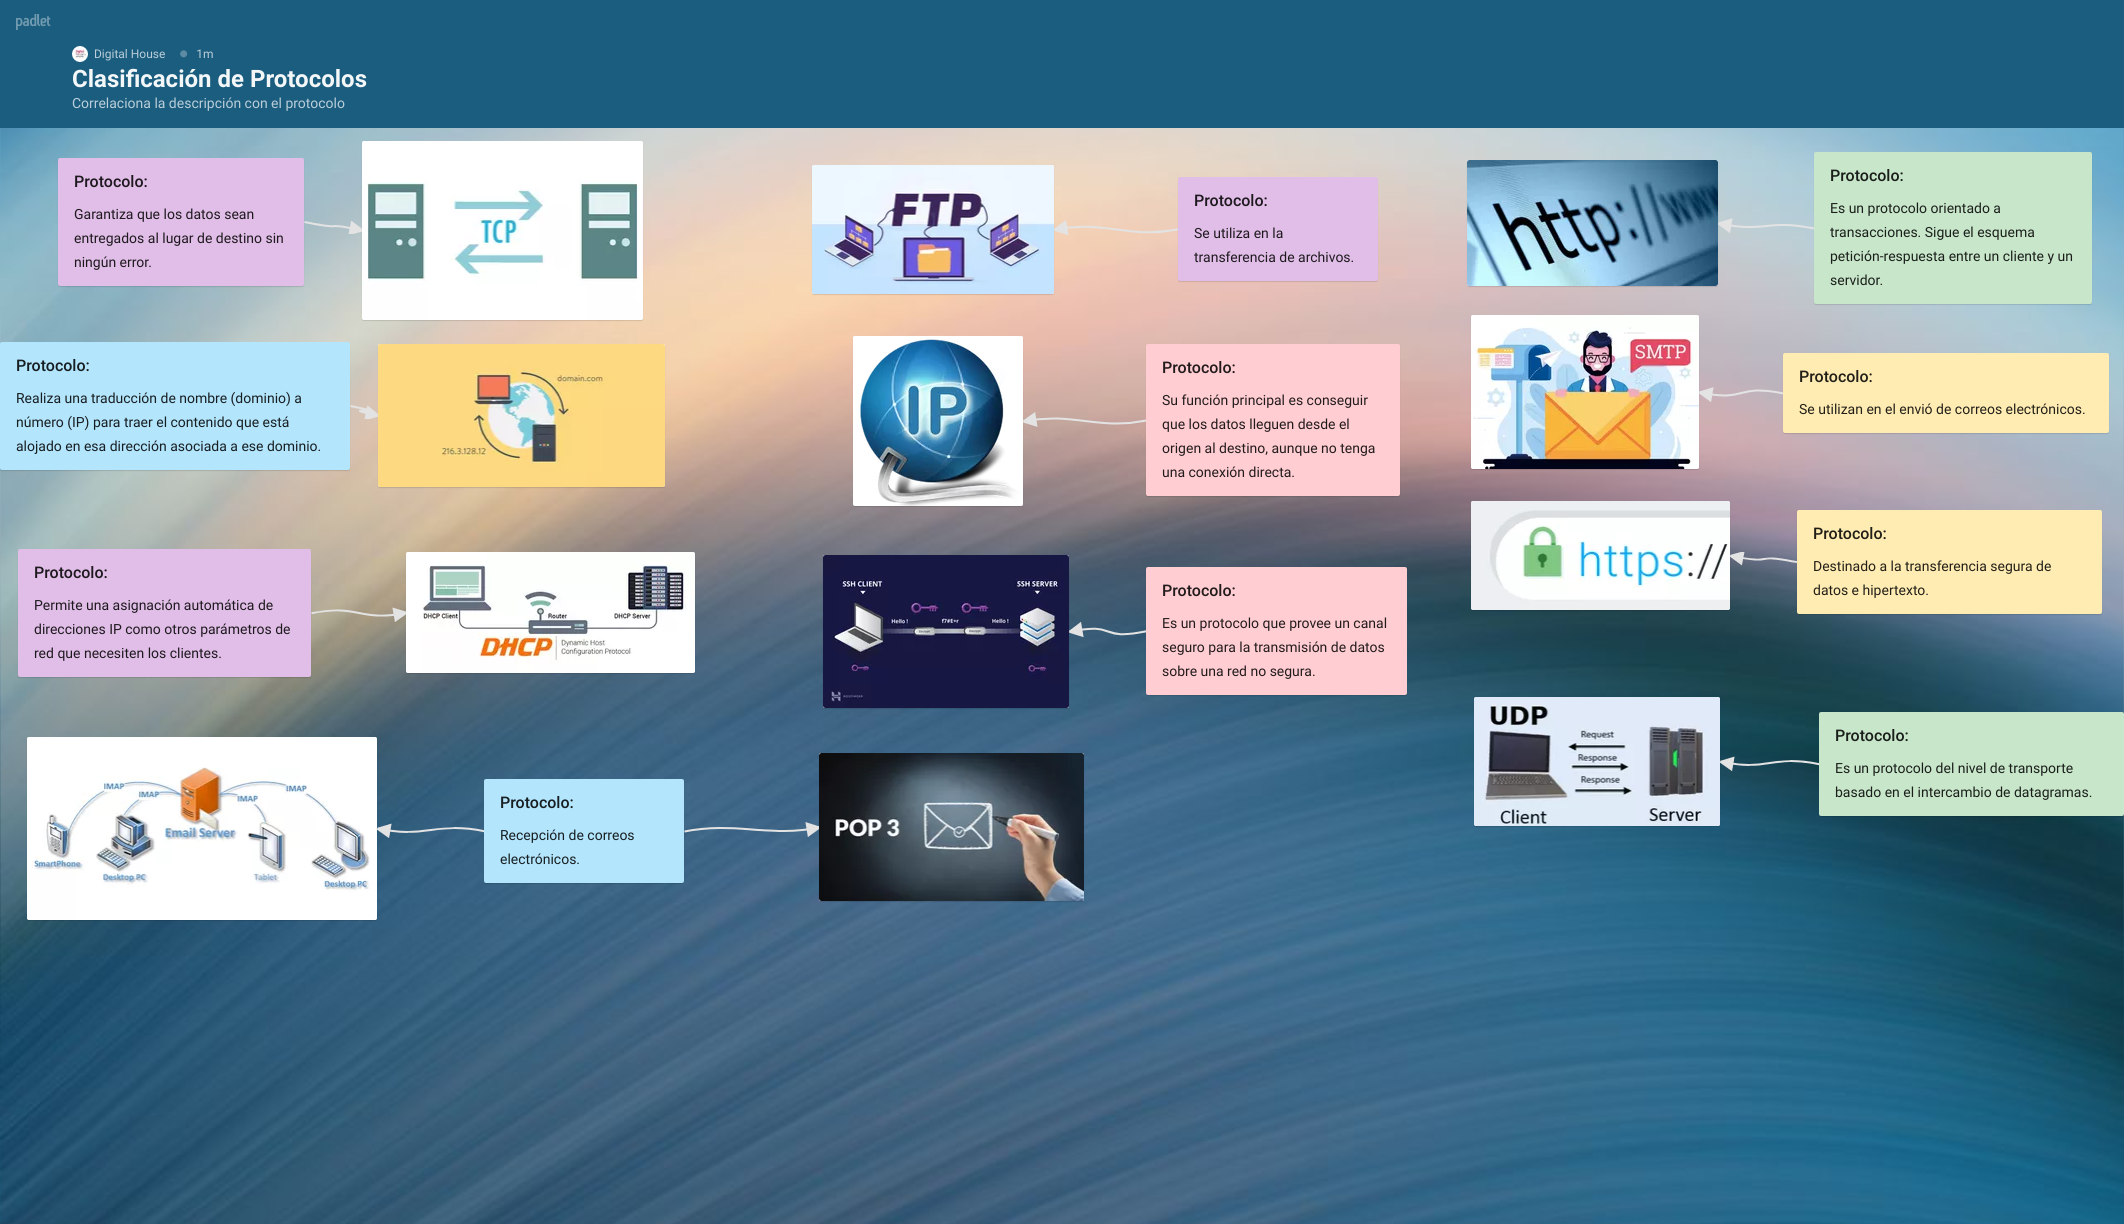 padlet
Digital House
1m
Clasificación de Protocolos
Correlaciona la descripción con el protocolo
Protocolo:
Garantiza que los datos sean
entregados al lugar de destino sin
ningún error.
TCP
FTP
Protocolo:
Se utiliza en la
transferencia de archivos.
http://www
Protocolo:
Es un protocolo orientado a
transacciones. Sigue el esquema
petición-respuesta entre un cliente y un
servidor.
Protocolo:
Realiza una traducción de nombre (dominio) a
número (IP) para traer el contenido que está
alojado en esa dirección asociada a ese dominio.
domain.com
216.3.128.12
IP
Protocolo:
Su función principal es conseguir
que los datos lleguen desde el
origen al destino, aunque no tenga
una conexión directa.
SMTP
Protocolo:
Se utilizan en el envió de correos electrónicos.
https://
Protocolo:
Destinado a la transferencia segura de
datos e hipertexto.
Protocolo:
Permite una asignación automática de
direcciones IP como otros parámetros de
red que necesiten los clientes.
DHCP Client
Router
DHCP Server
DHCP
Dynamic Host
Configuration Protocol
SSH CLIENT
SSH SERVER
Hello !
Hello !
Protocolo:
Es un protocolo que provee un canal
seguro para la transmisión de datos
sobre una red no segura.
UDP
Request
Response
Response
Client
Server
Protocolo:
Es un protocolo del nivel de transporte
basado en el intercambio de datagramas.
IMAP
IMAP
IMAP
IMAP
Email Server
SmartPhone
Desktop PC
Tablet
Desktop PC
Protocolo:
Recepción de correos
electrónicos.
POP 3